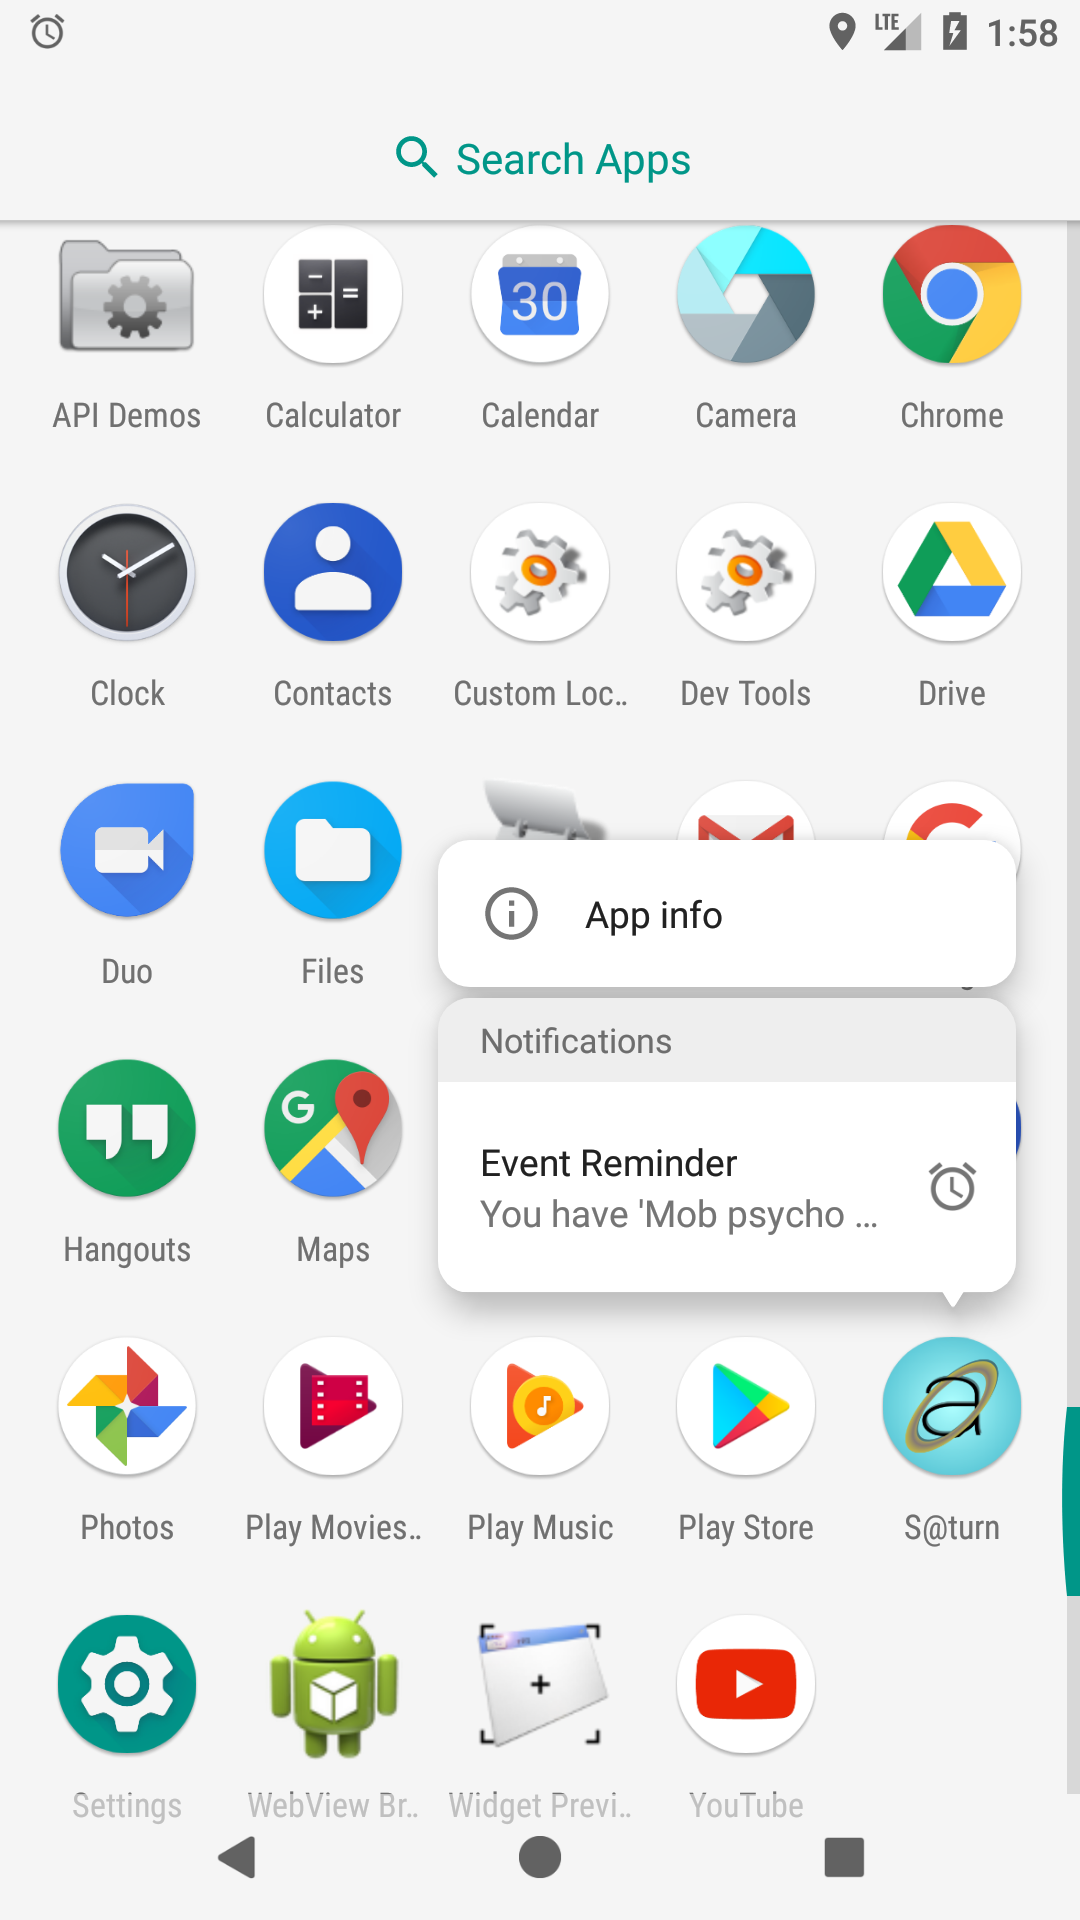 LTE
1:58
Search Apps
30
API Demos
Calculator
Calendar
Camera
Chrome
Clock
Contacts
Custom Loc..
Dev Tools
Drive
Duo
Files
App info
Notifications
Event Reminder
You have 'Mob psycho ...
Hangouts
Maps
Photos
Play Movies..
Play Music
Play Store
S@turn
Settings
WebView Br..
Widget Previ..
YouTube